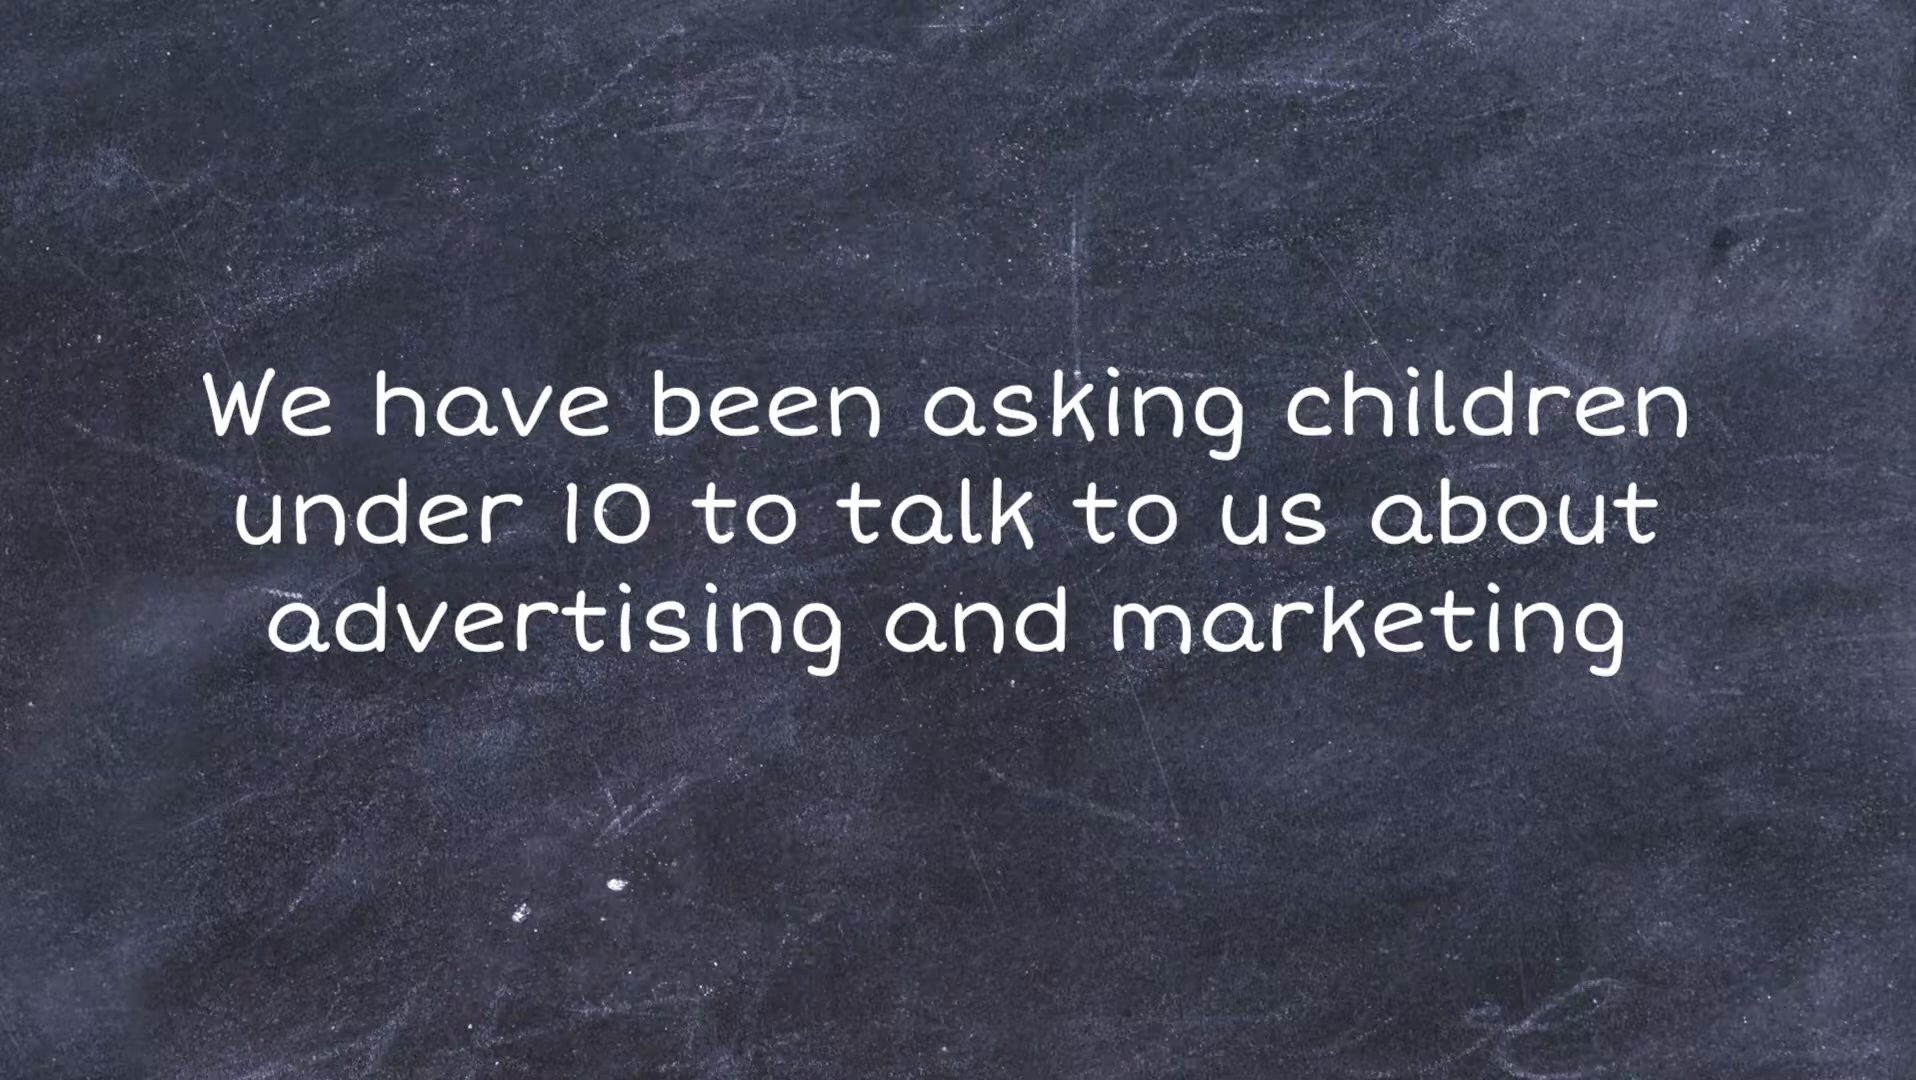 We have been asking children
under 10 to talk to us about
advertising and marketing